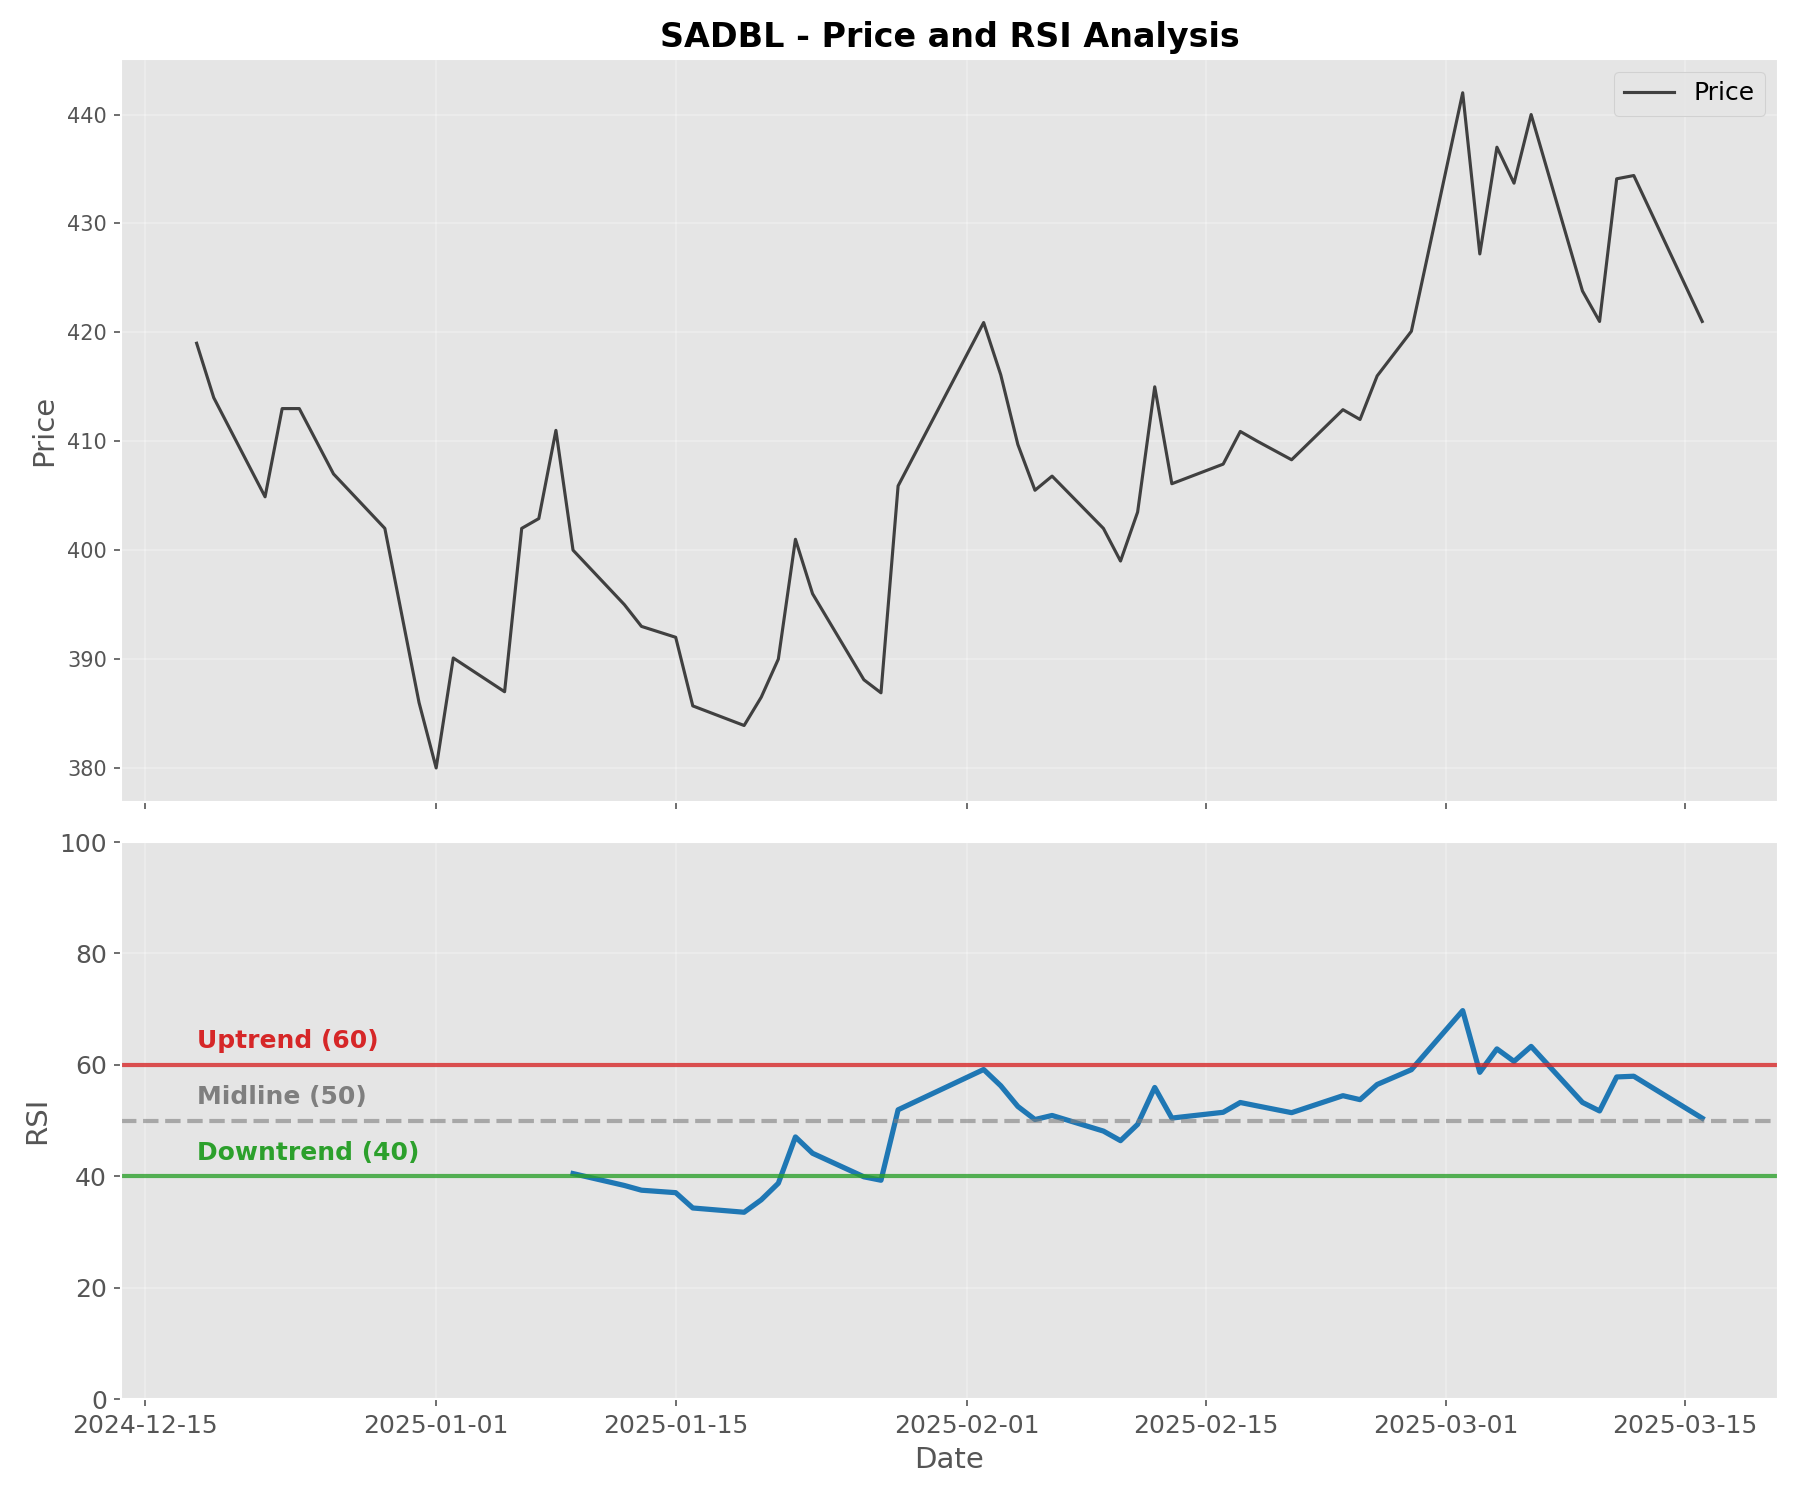 SADBL - Price and RSI Analysis
Price
440
430
420
410
400
390
380
Price
100
80
60
40
20
0
RSI
Uptrend (60)
Midline (50)
Downtrend (40)
2024-12-15 2025-01-01 2025-01-15 2025-02-01 2025-02-15 2025-03-01 2025-03-15
Date